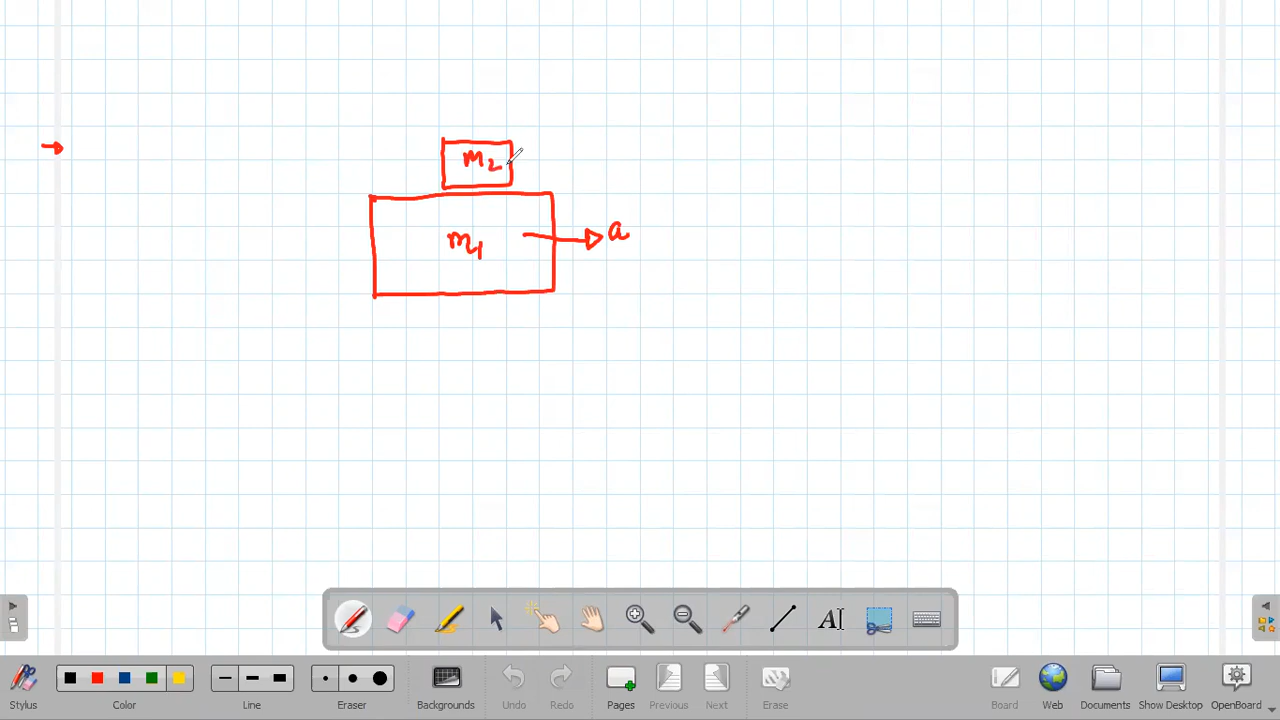 m2
m1
a
A
Stylus
Color
Line
Eraser
Backgrounds
Undo
Redo
Pages
Previous
Next
Erase
Board
Web
Documents
Show Desktop
OpenBoard